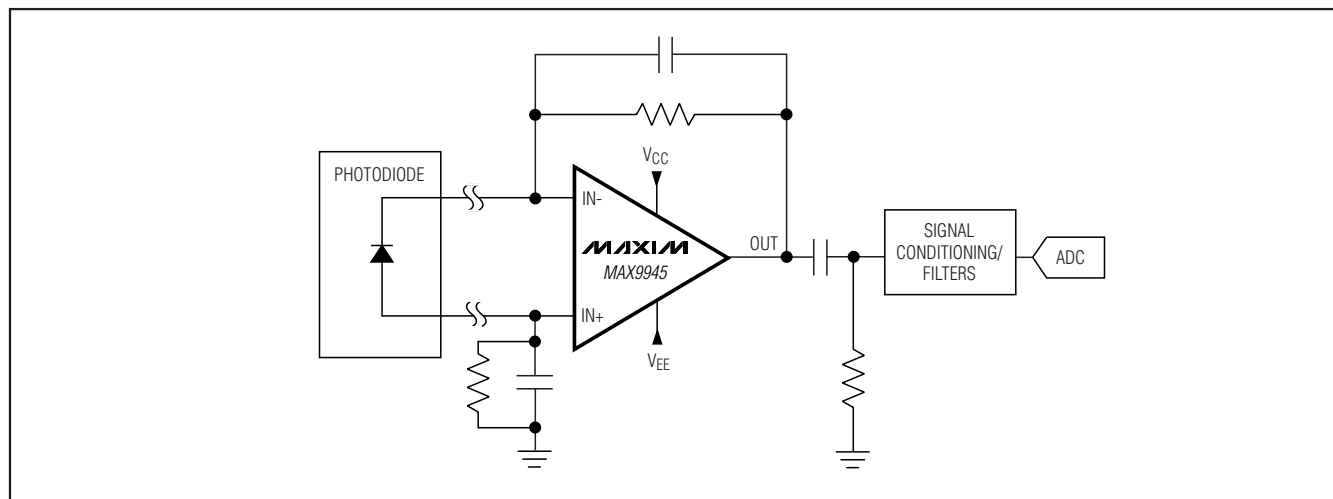 PHOTODIODE
VCC
IN-
MAXIM
MAX9945
OUT
IN+
VEE
SIGNAL
CONDITIONING/
FILTERS
ADC